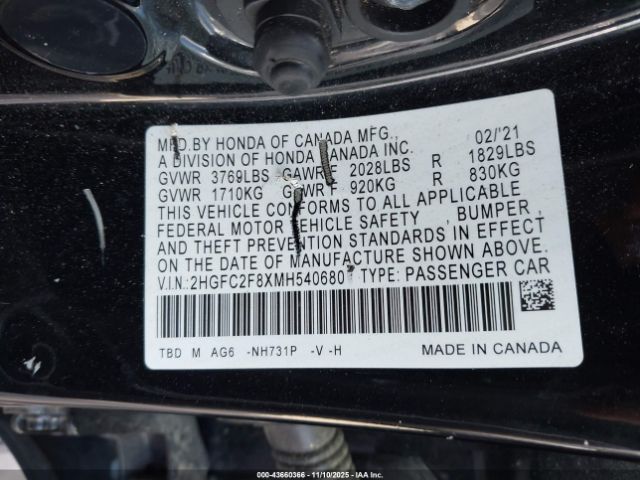 MFD.BY HONDA OF CANADA MFG., 02/'21
A DIVISION OF HONDA CANADA INC.
GVWR 3769LBS GAWR F 2028LBS R 1829LBS
GVWR 1710KG GAWR F 920KG R 830KG
THIS VEHICLE CONFORMS TO ALL APPLICABLE
FEDERAL MOTOR VEHICLE SAFETY , BUMPER ,
AND THEFT PREVENTION STANDARDS IN EFFECT
ON THE DATE OF MANUFACTURE SHOWN ABOVE.
V.I.N.: 2HGFC2F8XMH540680 TYPE: PASSENGER CAR
TBD M AG6 -NH731P -V -H MADE IN CANADA
000-43660366 - 11/10/2025 - IAA Inc.